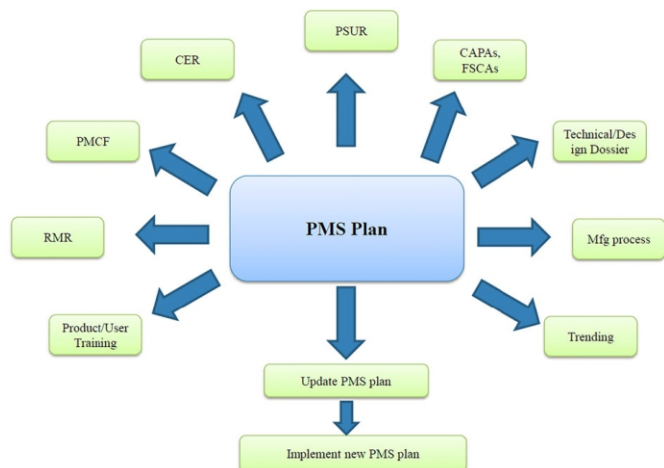 PSUR
CER
CAPAs,
FSCAs
PMCF
Technical/Des
ign Dossier
PMS Plan
RMR
Mfg process
Product/User
Training
Trending
Update PMS plan
Implement new PMS plan